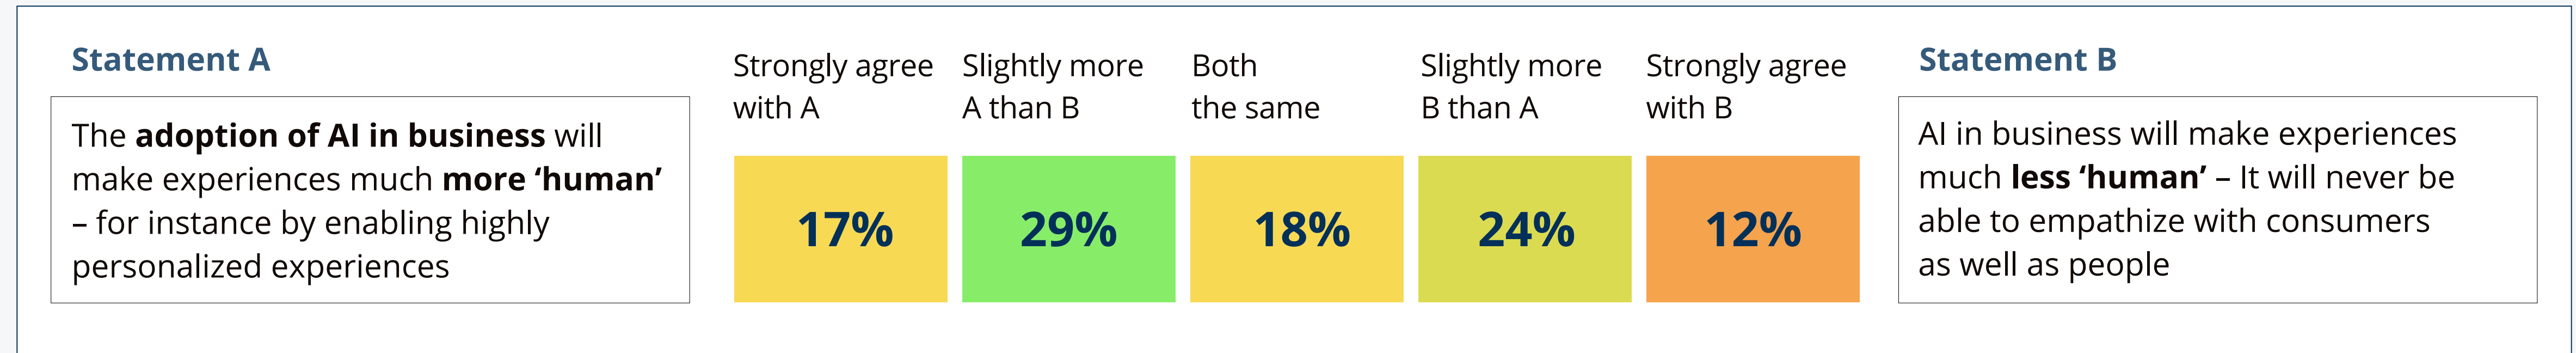 Statement A
The adoption of AI in business will
make experiences much more ‘human’
– for instance by enabling highly
personalized experiences
Strongly agree
with A
Slightly more
A than B
Both
the same
Slightly more
B than A
Strongly agree
with B
17%
29%
18%
24%
12%
Statement B
AI in business will make experiences
much less ‘human’ – It will never be
able to empathize with consumers
as well as people